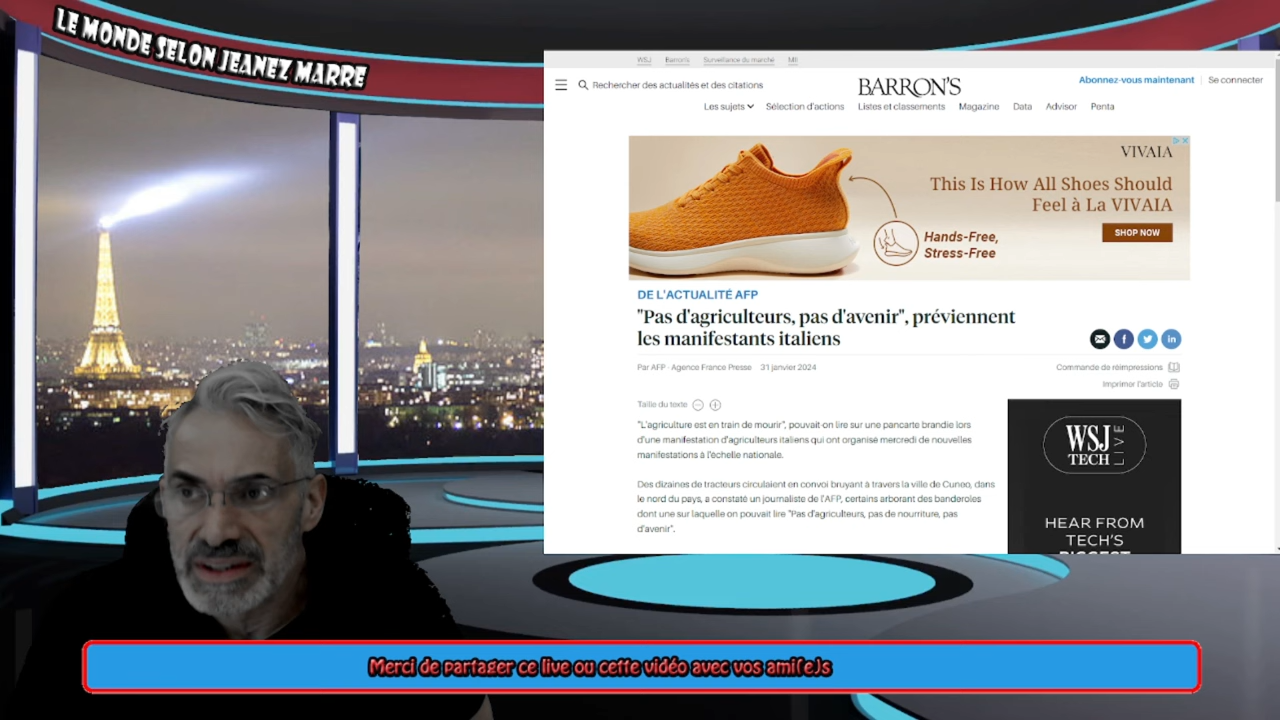 LE MONDE SELON JEANEZ MARRE
WSJ Barron's Surveillance du marché MII
Rechercher des actualités et des citations
BARRON'S
Abonnez-vous maintenant Se connecter
Les sujets Sélection d'actions Listes et classements Magazine Data Advisor Penta
VIVAIA
This Is How All Shoes Should
Feel à La VIVAIA
SHOP NOW
Hands-Free,
Stress-Free
DE L'ACTUALITÉ AFP
"Pas d'agriculteurs, pas d'avenir", préviennent
les manifestants italiens
Par AFP - Agence France Presse 31 janvier 2024
Commande de réimpressions
Imprimer l'article
Taille du texte
"L'agriculture est en train de mourir", pouvait-on lire sur une pancarte brandie lors
d'une manifestation d'agriculteurs italiens qui ont organisé mercredi de nouvelles
manifestations à l'échelle nationale.
Des dizaines de tracteurs circulaient en convoi bruyant à travers la ville de Cuneo, dans
le nord du pays, a constaté un journaliste de l'AFP, certains arborant des banderoles
dont une sur laquelle on pouvait lire "Pas d'agriculteurs, pas de nourriture, pas
d'avenir".
WSJ
TECH LIVE
HEAR FROM
TECH'S
BIGGEST
Merci de partager ce live ou cette vidéo avec vos ami(e)s